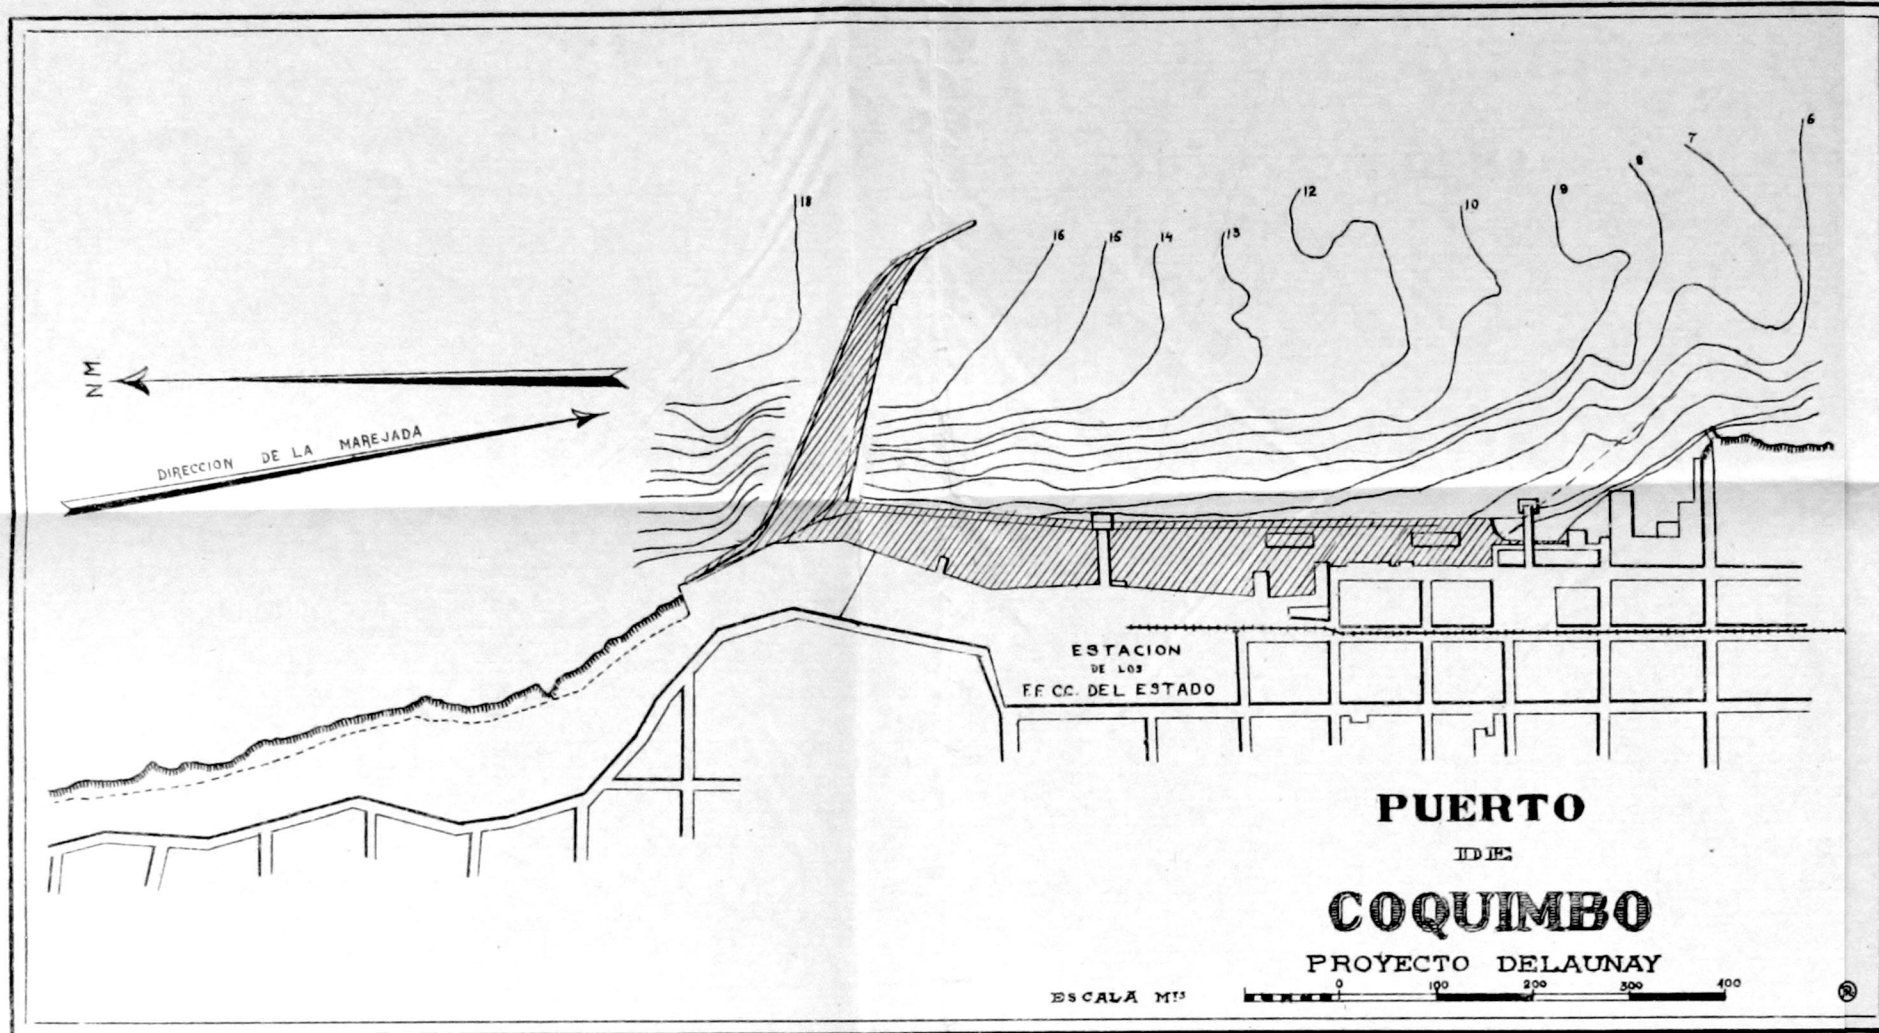 18
16
15
14
13
12
10
9
8
7
6
N M
DIRECCION DE LA MAREJADA
ESTACION
DE LOS
F.F. C.C. DEL ESTADO
PUERTO
DE
COQUIMBO
PROYECTO DELAUNAY
ESCALA Mᵗˢ 0 100 200 300 400